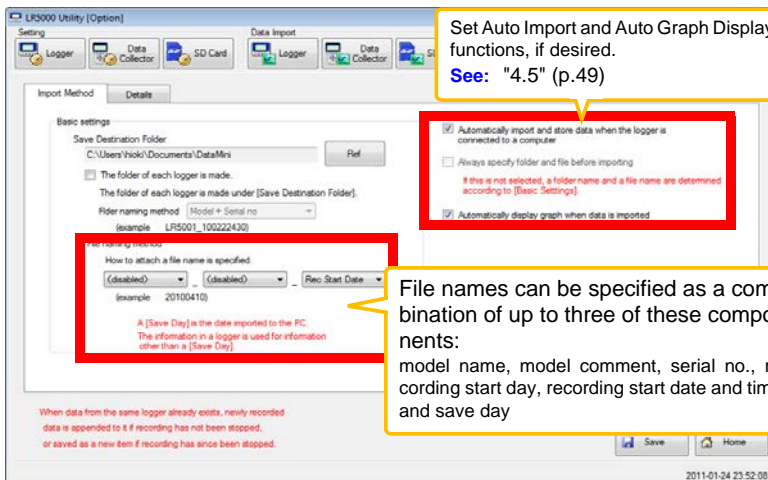 LR5000 Utility [Option]
Setting
Data Import
Logger
Data Collector
SD Card
Logger
Data Collector
Set Auto Import and Auto Graph Display
functions, if desired.
See: "4.5" (p.49)
Import Method
Details
Basic settings
Save Destination Folder
C:\Users\hioki\Documents\DataMini
Ref
The folder of each logger is made.
The folder of each logger is made under [Save Destination Folder].
Flder naming method
Model + Serial no
(example LR5001_100222430)
File naming method
How to attach a file name is specified.
(disabled) _ (disabled) _ Rec Start Date
(example 20100410)
A [Save Day] is the date imported to the PC.
The information in a logger is used for information
other than a [Save Day].
Automatically import and store data when the logger is
connected to a computer
Always specify folder and file before importing
If this is not selected, a folder name and a file name are determined
according to [Basic Settings].
Automatically display graph when data is imported
File names can be specified as a com
bination of up to three of these compo
nents:
model name, model comment, serial no.,
cording start day, recording start date and tim
and save day
When data from the same logger already exists, newly recorded
data is appended to it if recording has not been stopped,
or saved as a new item if recording has since been stopped.
Save
Home
2011-01-24 23:52:08